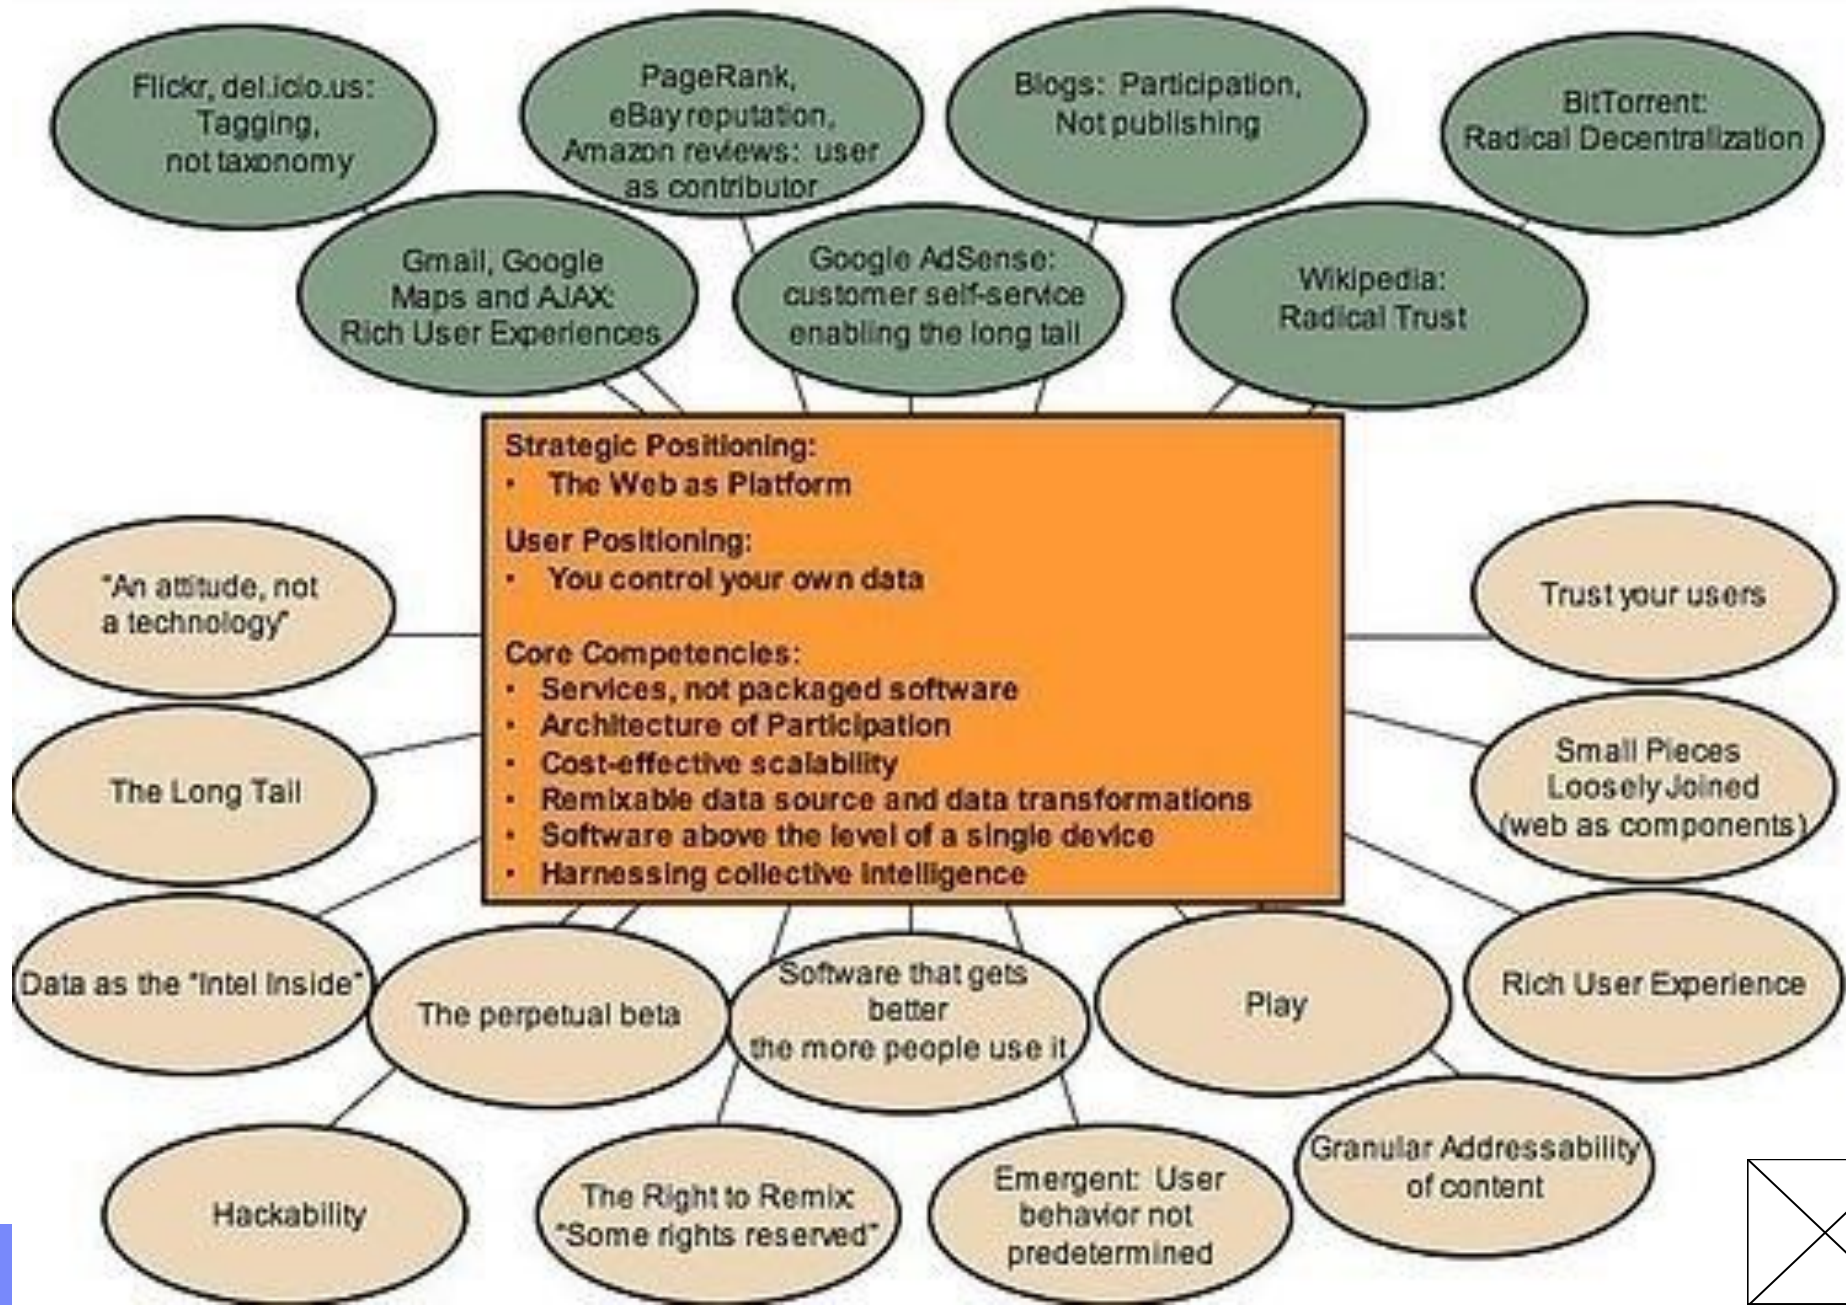 Flickr, del.icio.us:
Tagging,
not taxonomy
PageRank,
eBay reputation,
Amazon reviews: user
as contributor
Blogs: Participation,
Not publishing
BitTorrent:
Radical Decentralization
Gmail, Google
Maps and AJAX:
Rich User Experiences
Google AdSense:
customer self-service
enabling the long tail
Wikipedia:
Radical Trust
Strategic Positioning:
• The Web as Platform
User Positioning:
• You control your own data
Core Competencies:
• Services, not packaged software
• Architecture of Participation
• Cost-effective scalability
• Remixable data source and data transformations
• Software above the level of a single device
• Harnessing collective intelligence
"An attitude, not
a technology"
The Long Tail
Data as the "Intel Inside"
Trust your users
Small Pieces
Loosely Joined
(web as components)
Rich User Experience
The perpetual beta
Software that gets
better
the more people use it
Play
Hackability
The Right to Remix:
"Some rights reserved"
Emergent: User
behavior not
predetermined
Granular Addressability
of content